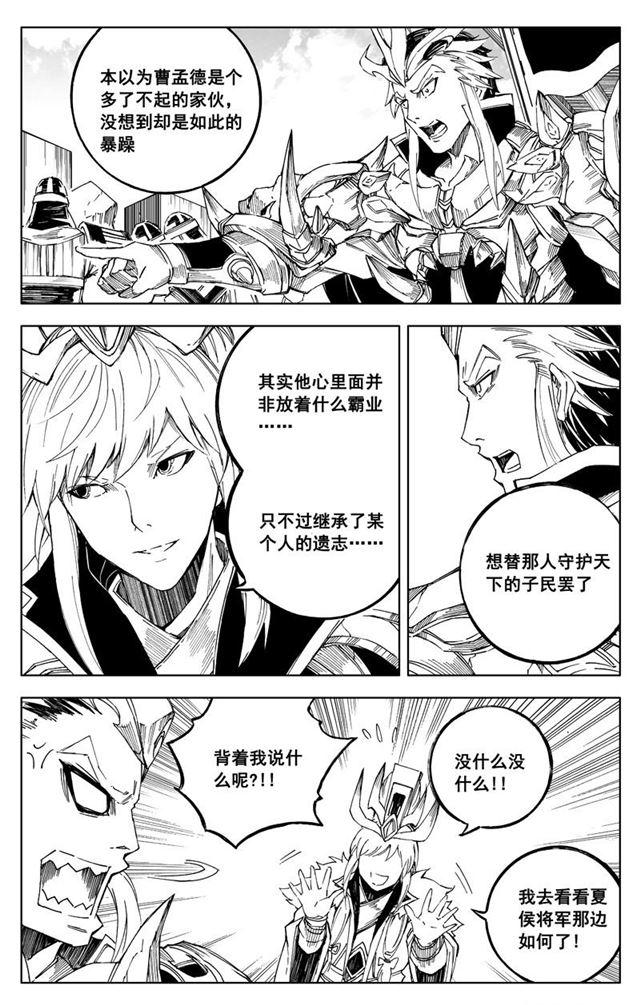 本以为曹孟德是个
多了不起的家伙，
没想到却是如此的
暴躁
其实他心里面并
非放着什么霸业
……
只不过继承了某
个人的遗志……
想替那人守护天
下的子民罢了
背着我说什
么呢?!!
没什么没
什么!!
我去看看夏
侯将军那边
如何了!